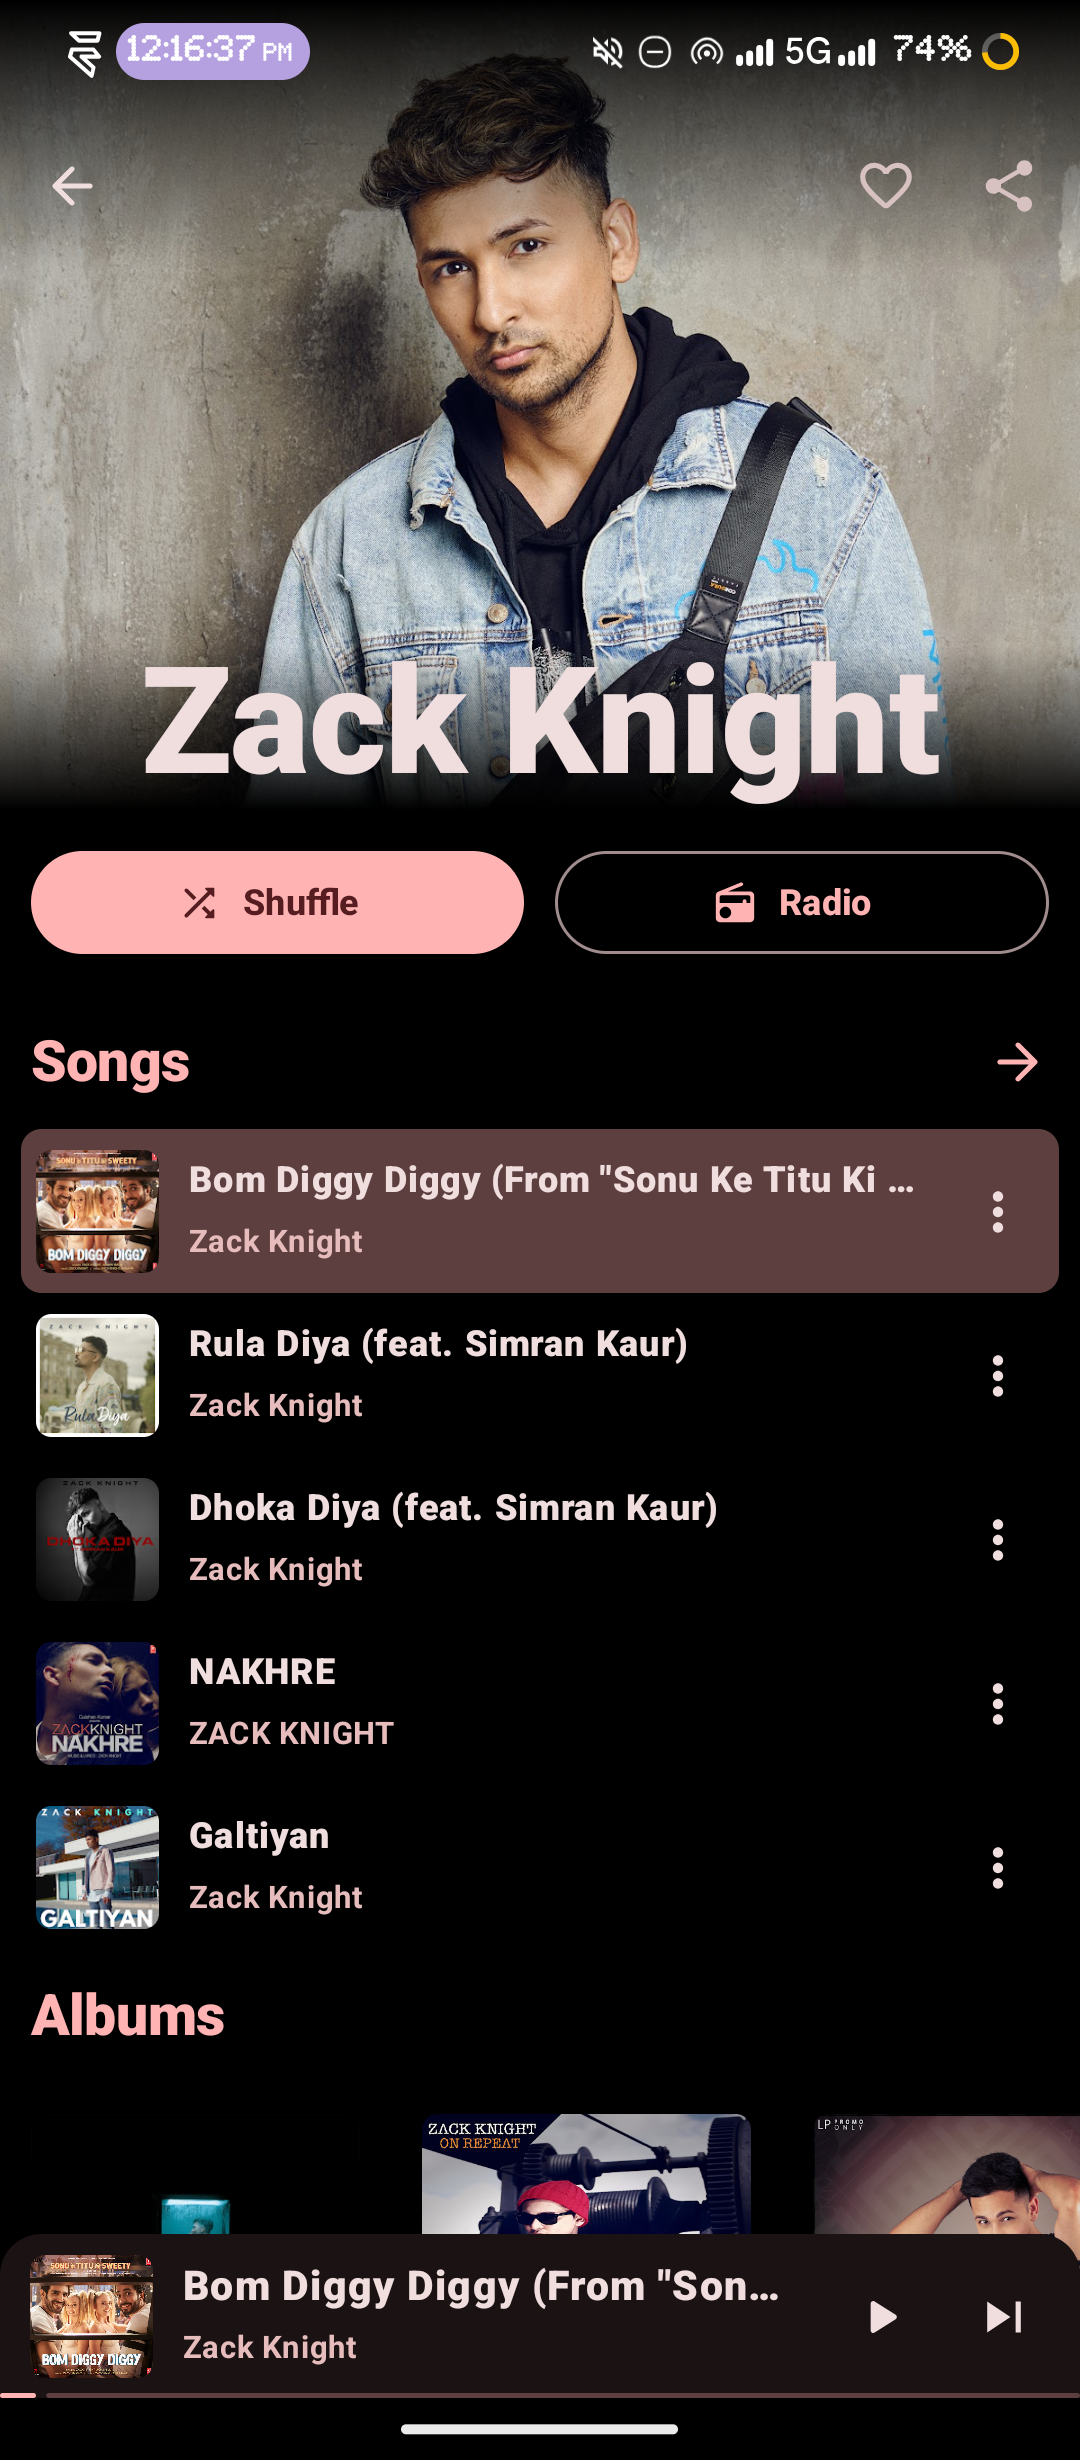 12:16:37 PM
5G 74%
Zack Knight
Shuffle
Radio
Songs
SONU TITU SWEETY
BOM DIGGY DIGGY
Bom Diggy Diggy (From "Sonu Ke Titu Ki ...
Zack Knight
ZACK KNIGHT
Rula Diya
Rula Diya (feat. Simran Kaur)
Zack Knight
ZACK KNIGHT
DHOKA DIYA
Dhoka Diya (feat. Simran Kaur)
Zack Knight
ZACKKNIGHT
NAKHRE
NAKHRE
ZACK KNIGHT
ZACK KNIGHT
GALTIYAN
Galtiyan
Zack Knight
Albums
ZACK KNIGHT
ON REPEAT
LP PROMO
ONLY
SONU TITU SWEETY
BOM DIGGY DIGGY
Bom Diggy Diggy (From "Son...
Zack Knight